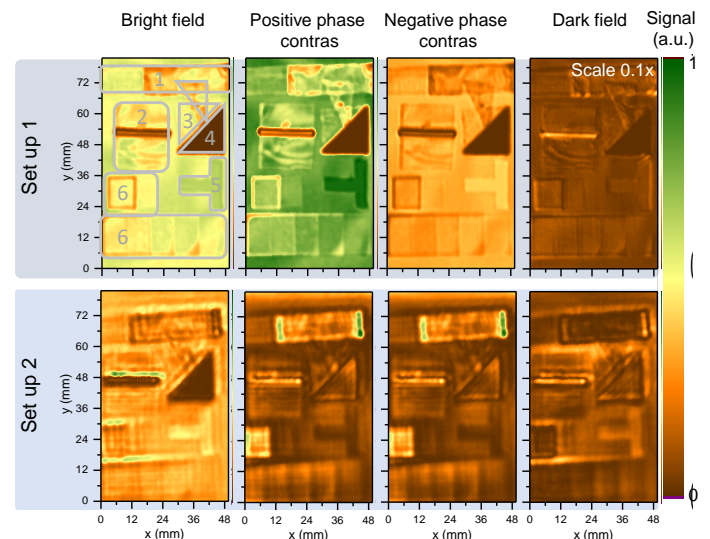 Bright field
Positive phase
contras
Negative phase
contras
Dark field
Signal
(a.u.)
Set up 1
y (mm)
72
60
48
36
24
12
0
1
2
3
4
5
6
6
Scale 0.1x
1
0
Set up 2
y (mm)
72
60
48
36
24
12
0
0 12 24 36 48
0 12 24 36 48
0 12 24 36 48
0 12 24 36 48
x (mm)
x (mm)
x (mm)
x (mm)